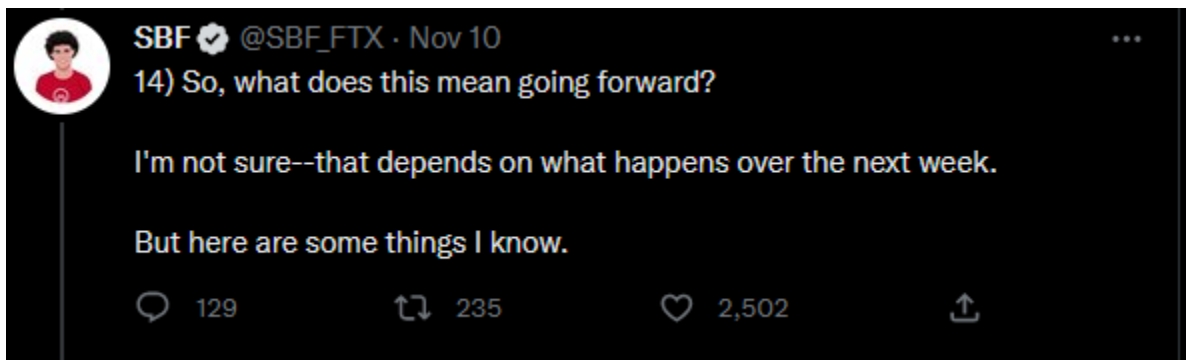 SBF @SBF_FTX · Nov 10
14) So, what does this mean going forward?
I'm not sure--that depends on what happens over the next week.
But here are some things I know.
129 235 2,502